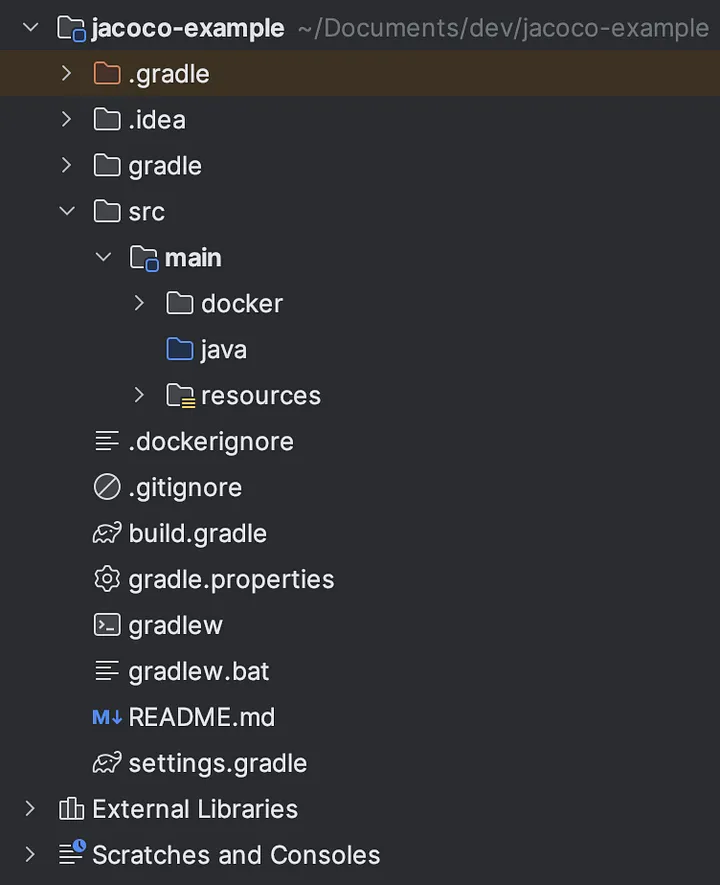 jacoco-example ~/Documents/dev/jacoco-example
.gradle
.idea
gradle
src
main
docker
java
resources
.dockerignore
.gitignore
build.gradle
gradle.properties
gradlew
gradlew.bat
M↓ README.md
settings.gradle
External Libraries
Scratches and Consoles